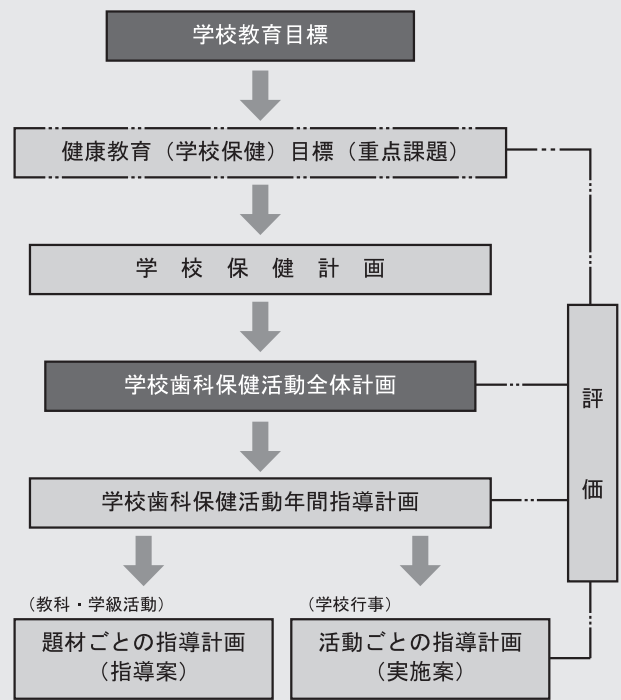 学校教育目標
健康教育（学校保健）目標（重点課題）
学校保健計画
学校歯科保健活動全体計画
評価
学校歯科保健活動年間指導計画
（教科・学級活動）
題材ごとの指導計画
（指導案）
（学校行事）
活動ごとの指導計画
（実施案）